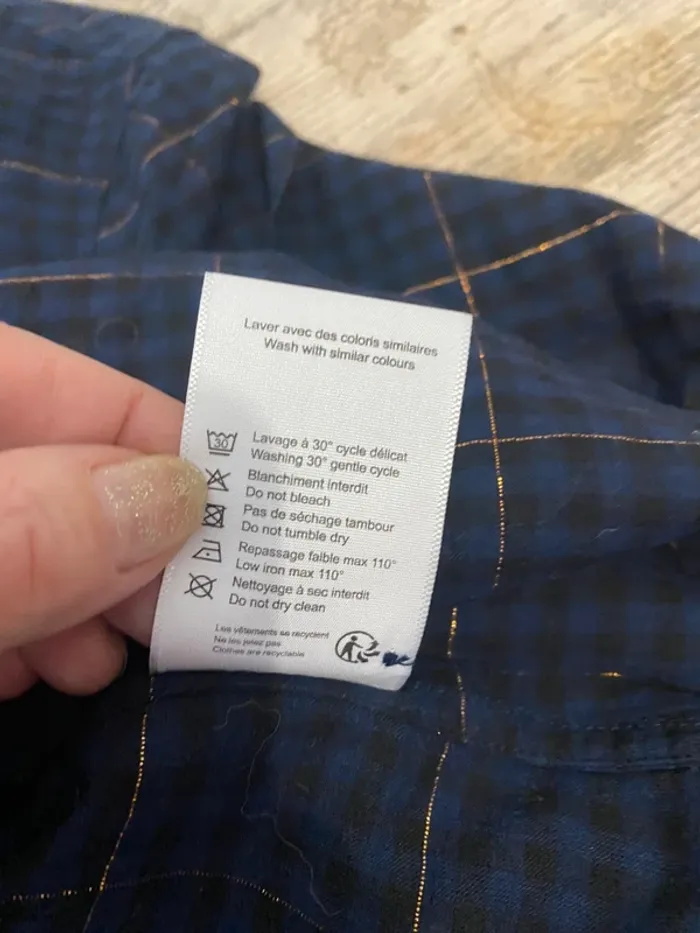 Laver avec des coloris similaires
Wash with similar colours
30
Lavage à 30° cycle délicat
Washing 30° gentle cycle
Blanchiment interdit
Do not bleach
Pas de séchage tambour
Do not tumble dry
Repassage faible max 110°
Low iron max 110°
Nettoyage à sec interdit
Do not dry clean
Les vêtements se recyclent
Ne les jetez pas
Clothes are recyclable